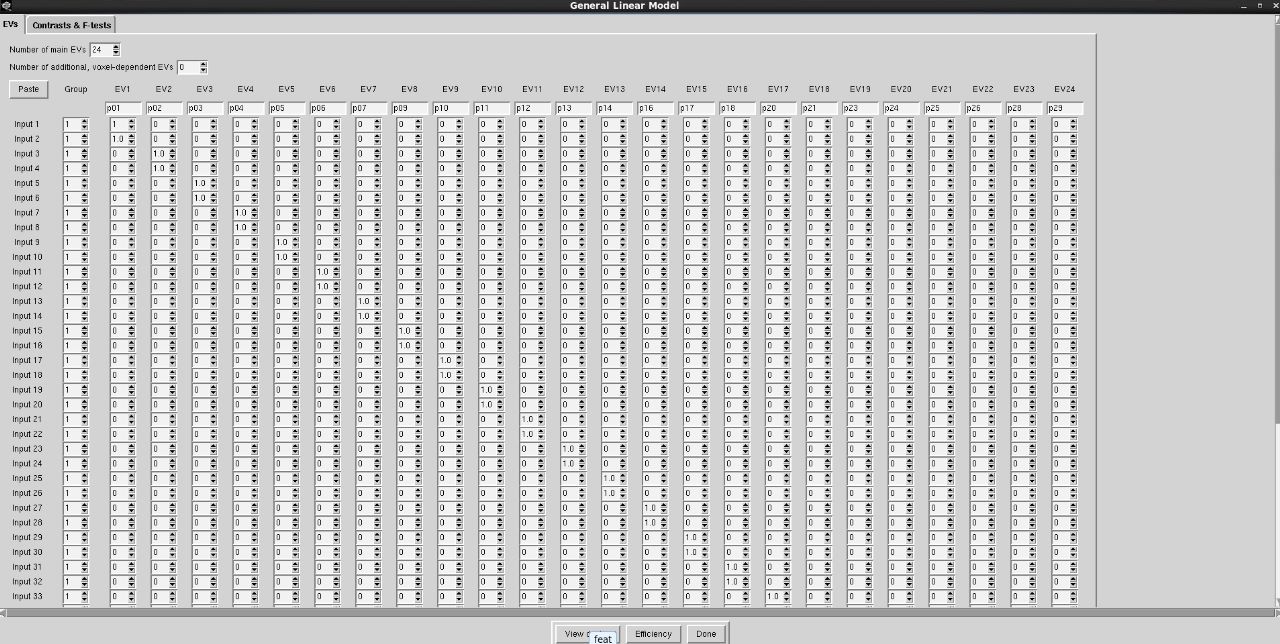 General Linear Model
EVs Contrasts & F-tests
Number of main EVs 24
Number of additional, voxel-dependent EVs 0
Paste Group EV1 EV2 EV3 EV4 EV5 EV6 EV7 EV8 EV9 EV10 EV11 EV12 EV13 EV14 EV15 EV16 EV17 EV18 EV19 EV20 EV21 EV22 EV23 EV24
p01 p02 p03 p04 p05 p06 p07 p09 p10 p11 p12 p13 p14 p16 p17 p18 p20 p21 p23 p24 p25 p26 p28 p29
Input 1 1 1 0 0 0 0 0 0 0 0 0 0 0 0 0 0 0 0 0 0 0 0 0 0 0
Input 2 1 1.0 0 0 0 0 0 0 0 0 0 0 0 0 0 0 0 0 0 0 0 0 0 0 0
Input 3 1 0 1.0 0 0 0 0 0 0 0 0 0 0 0 0 0 0 0 0 0 0 0 0 0 0
Input 4 1 0 1.0 0 0 0 0 0 0 0 0 0 0 0 0 0 0 0 0 0 0 0 0 0 0
Input 5 1 0 0 1.0 0 0 0 0 0 0 0 0 0 0 0 0 0 0 0 0 0 0 0 0 0
Input 6 1 0 0 1.0 0 0 0 0 0 0 0 0 0 0 0 0 0 0 0 0 0 0 0 0 0
Input 7 1 0 0 0 1.0 0 0 0 0 0 0 0 0 0 0 0 0 0 0 0 0 0 0 0 0
Input 8 1 0 0 0 1.0 0 0 0 0 0 0 0 0 0 0 0 0 0 0 0 0 0 0 0 0
Input 9 1 0 0 0 0 1.0 0 0 0 0 0 0 0 0 0 0 0 0 0 0 0 0 0 0 0
Input 10 1 0 0 0 0 1.0 0 0 0 0 0 0 0 0 0 0 0 0 0 0 0 0 0 0 0
Input 11 1 0 0 0 0 0 1.0 0 0 0 0 0 0 0 0 0 0 0 0 0 0 0 0 0 0
Input 12 1 0 0 0 0 0 1.0 0 0 0 0 0 0 0 0 0 0 0 0 0 0 0 0 0 0
Input 13 1 0 0 0 0 0 0 1.0 0 0 0 0 0 0 0 0 0 0 0 0 0 0 0 0 0
Input 14 1 0 0 0 0 0 0 1.0 0 0 0 0 0 0 0 0 0 0 0 0 0 0 0 0 0
Input 15 1 0 0 0 0 0 0 0 1.0 0 0 0 0 0 0 0 0 0 0 0 0 0 0 0 0
Input 16 1 0 0 0 0 0 0 0 1.0 0 0 0 0 0 0 0 0 0 0 0 0 0 0 0 0
Input 17 1 0 0 0 0 0 0 0 0 1.0 0 0 0 0 0 0 0 0 0 0 0 0 0 0 0
Input 18 1 0 0 0 0 0 0 0 0 1.0 0 0 0 0 0 0 0 0 0 0 0 0 0 0 0
Input 19 1 0 0 0 0 0 0 0 0 0 1.0 0 0 0 0 0 0 0 0 0 0 0 0 0 0
Input 20 1 0 0 0 0 0 0 0 0 0 1.0 0 0 0 0 0 0 0 0 0 0 0 0 0 0
Input 21 1 0 0 0 0 0 0 0 0 0 0 1.0 0 0 0 0 0 0 0 0 0 0 0 0 0
Input 22 1 0 0 0 0 0 0 0 0 0 0 1.0 0 0 0 0 0 0 0 0 0 0 0 0 0
Input 23 1 0 0 0 0 0 0 0 0 0 0 0 1.0 0 0 0 0 0 0 0 0 0 0 0 0
Input 24 1 0 0 0 0 0 0 0 0 0 0 0 1.0 0 0 0 0 0 0 0 0 0 0 0 0
Input 25 1 0 0 0 0 0 0 0 0 0 0 0 0 1.0 0 0 0 0 0 0 0 0 0 0 0
Input 26 1 0 0 0 0 0 0 0 0 0 0 0 0 1.0 0 0 0 0 0 0 0 0 0 0 0
Input 27 1 0 0 0 0 0 0 0 0 0 0 0 0 0 1.0 0 0 0 0 0 0 0 0 0 0
Input 28 1 0 0 0 0 0 0 0 0 0 0 0 0 0 1.0 0 0 0 0 0 0 0 0 0 0
Input 29 1 0 0 0 0 0 0 0 0 0 0 0 0 0 0 1.0 0 0 0 0 0 0 0 0 0
Input 30 1 0 0 0 0 0 0 0 0 0 0 0 0 0 0 1.0 0 0 0 0 0 0 0 0 0
Input 31 1 0 0 0 0 0 0 0 0 0 0 0 0 0 0 0 1.0 0 0 0 0 0 0 0 0
Input 32 1 0 0 0 0 0 0 0 0 0 0 0 0 0 0 0 1.0 0 0 0 0 0 0 0 0
Input 33 1 0 0 0 0 0 0 0 0 0 0 0 0 0 0 0 0 1.0 0 0 0 0 0 0 0
View feat Efficiency Done